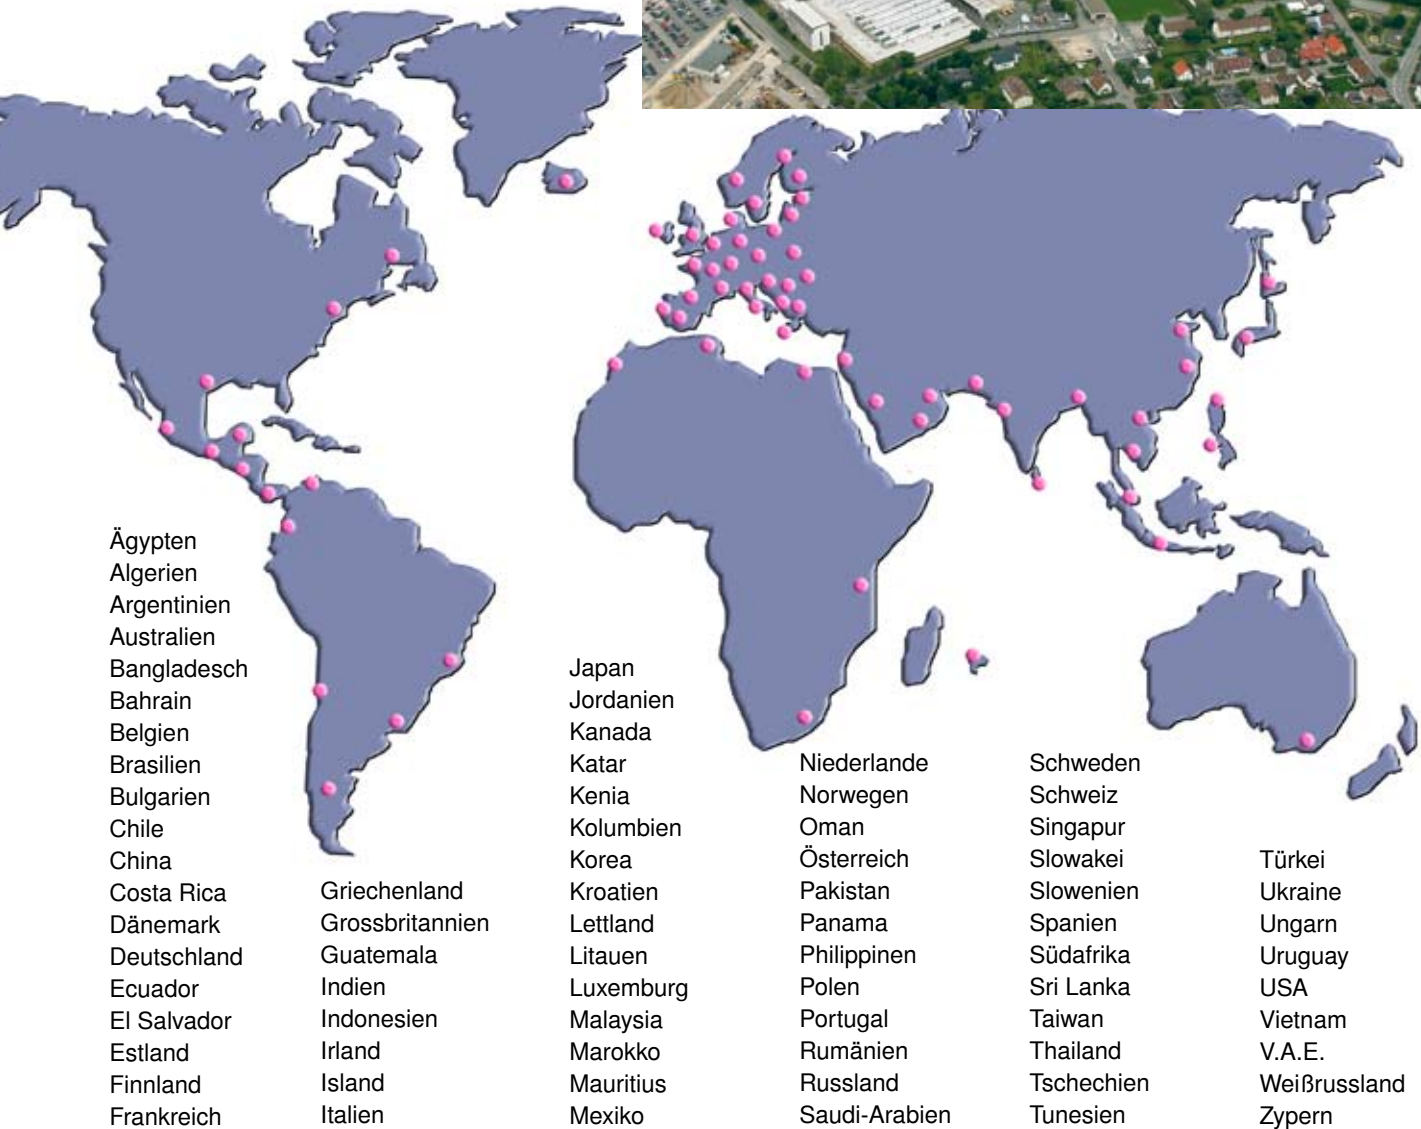 Ägypten
Algerien
Argentinien
Australien
Bangladesch
Bahrain
Belgien
Brasilien
Bulgarien
Chile
China
Costa Rica
Dänemark
Deutschland
Ecuador
El Salvador
Estland
Finnland
Frankreich
Griechenland
Grossbritannien
Guatemala
Indien
Indonesien
Irland
Island
Italien
Japan
Jordanien
Kanada
Katar
Kenia
Kolumbien
Korea
Kroatien
Lettland
Litauen
Luxemburg
Malaysia
Marokko
Mauritius
Mexiko
Niederlande
Norwegen
Oman
Österreich
Pakistan
Panama
Philippinen
Polen
Portugal
Rumänien
Russland
Saudi-Arabien
Schweden
Schweiz
Singapur
Slowakei
Slowenien
Spanien
Südafrika
Sri Lanka
Taiwan
Thailand
Tschechien
Tunesien
Türkei
Ukraine
Ungarn
Uruguay
USA
Vietnam
V.A.E.
Weißrussland
Zypern